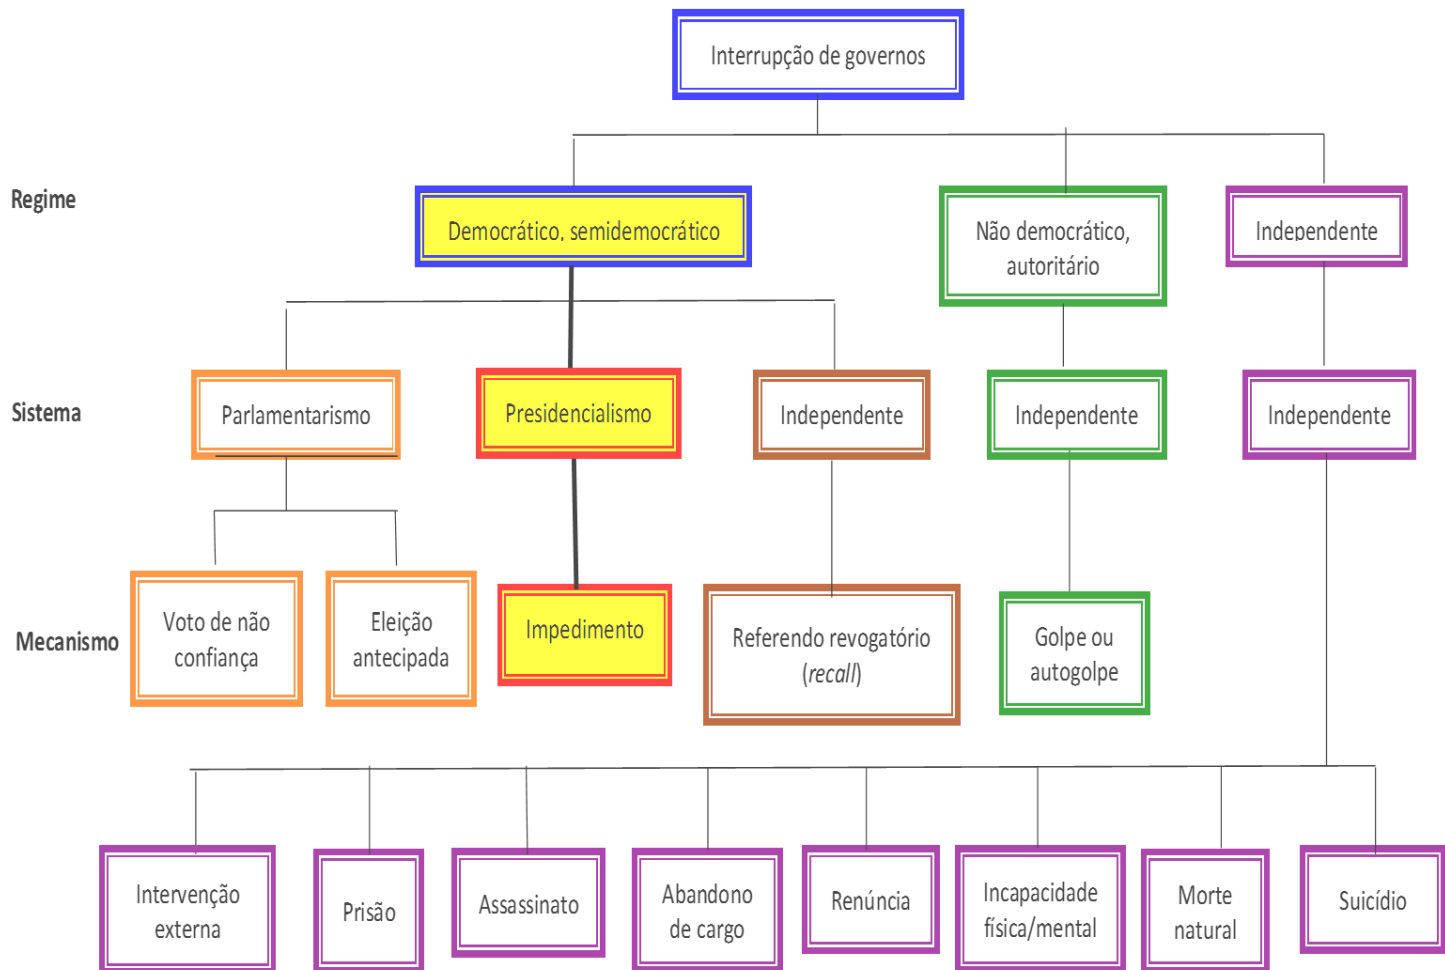 Interrupção de governos
Regime
Democrático, semidemocrático
Não democrático,
autoritário
Independente
Sistema
Parlamentarismo
Presidencialismo
Independente
Independente
Independente
Mecanismo
Voto de não
confiança
Eleição
antecipada
Impedimento
Referendo revogatório
(recall)
Golpe ou
autogolpe
Intervenção
externa
Prisão
Assassinato
Abandono
de cargo
Renúncia
Incapacidade
física/mental
Morte
natural
Suicídio